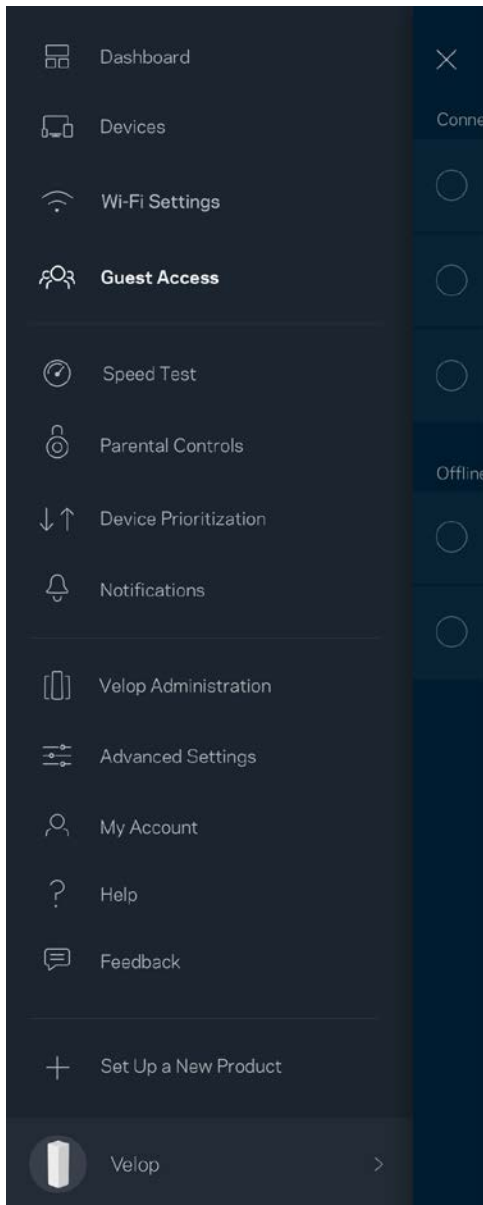 Dashboard
Devices
Wi-Fi Settings
Guest Access
Speed Test
Parental Controls
Device Prioritization
Notifications
Velop Administration
Advanced Settings
My Account
Help
Feedback
Set Up a New Product
Velop
Conne
Offline